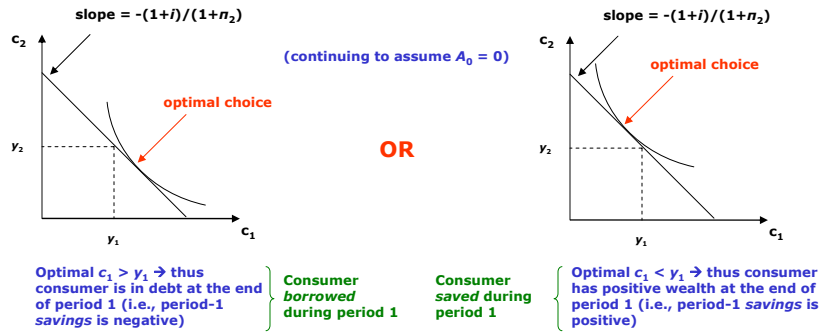 slope = -(1+i)/(1+π₂)
c₂
optimal choice
y₂
y₁
c₁
(continuing to assume A₀ = 0)
OR
slope = -(1+i)/(1+π₂)
c₂
optimal choice
y₂
y₁
c₁
Optimal c₁ > y₁ → thus
consumer is in debt at the end
of period 1 (i.e., period-1
savings is negative)
Consumer
borrowed
during period 1
Consumer
saved during
period 1
Optimal c₁ < y₁ → thus consumer
has positive wealth at the end of
period 1 (i.e., period-1 savings is
positive)